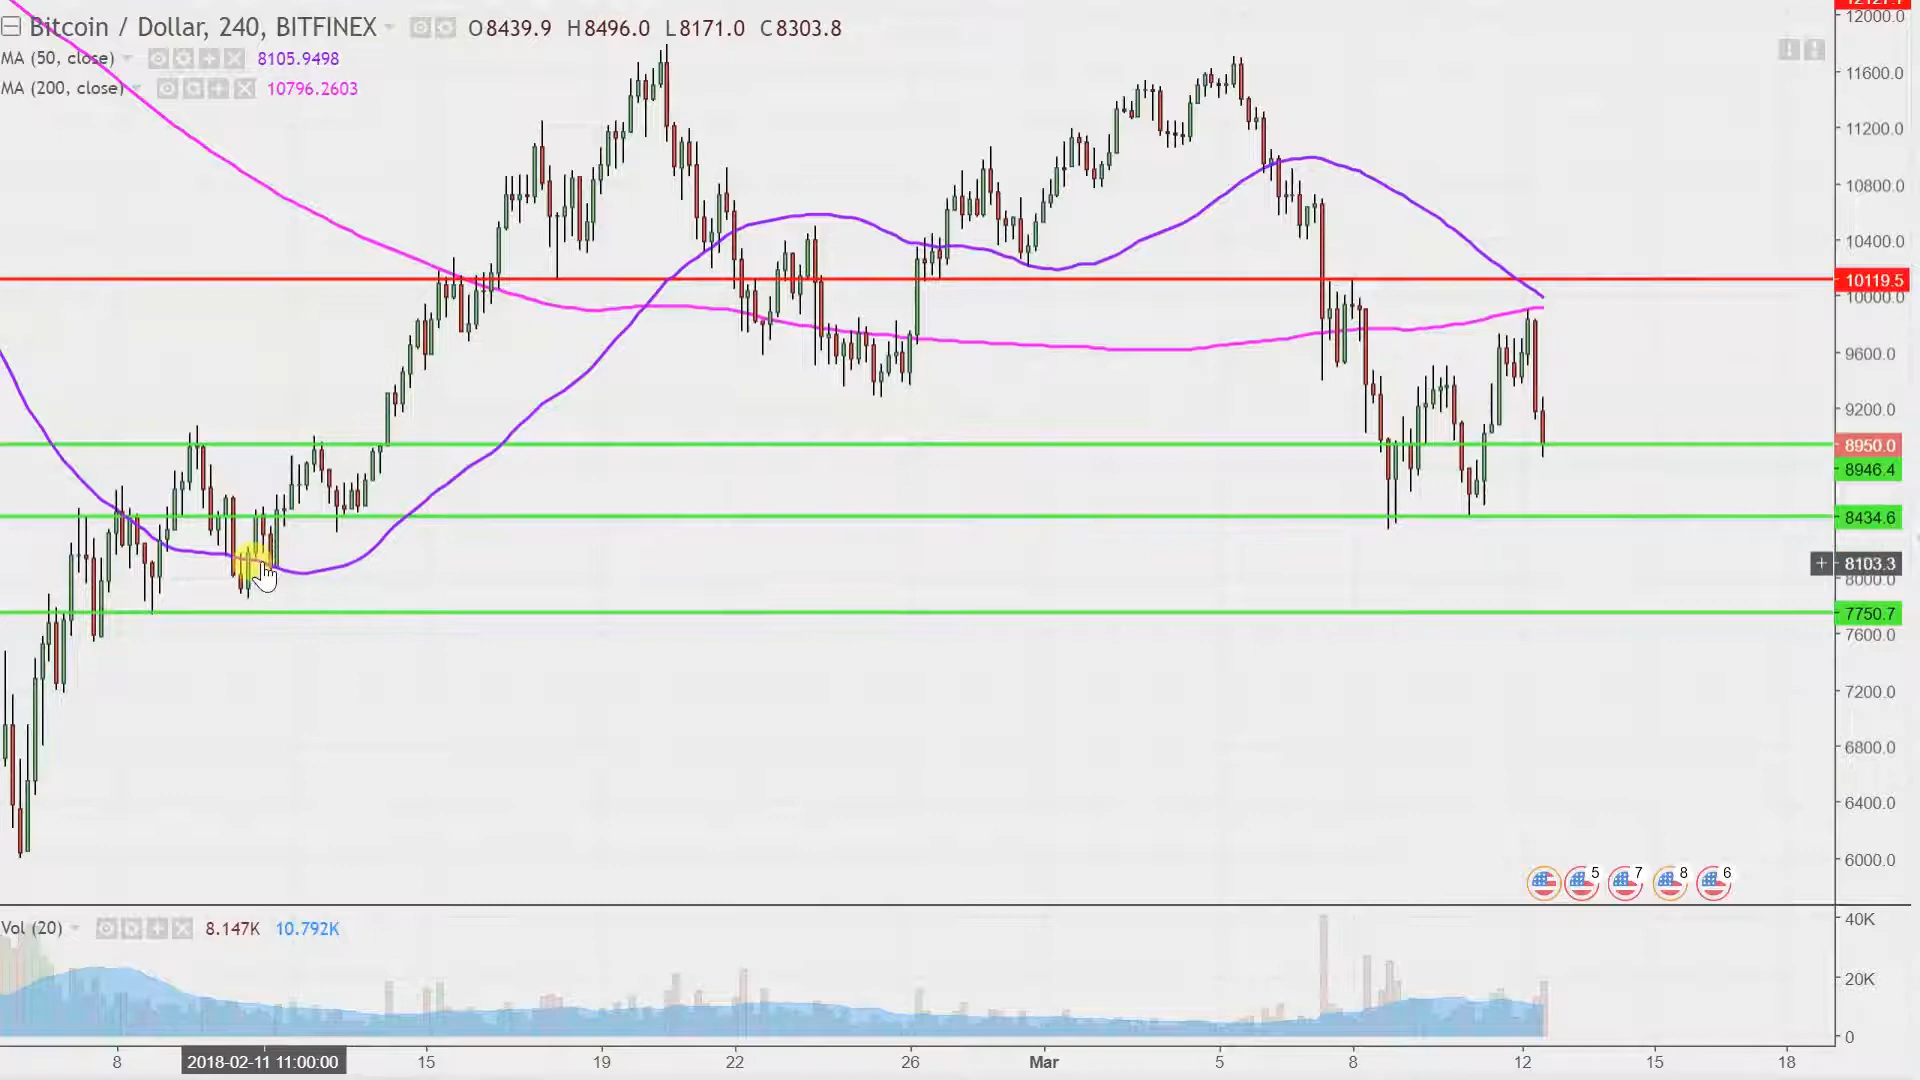 Bitcoin / Dollar, 240, BITFINEX O8439.9 H8496.0 L8171.0 C8303.8
MA (50, close) 8105.9498
MA (200, close) 10796.2603
12000.0
11600.0
11200.0
10800.0
10400.0
10119.5
10000.0
9600.0
9200.0
8950.0
8946.4
8434.6
8103.3
8000.0
7750.7
7600.0
7200.0
6800.0
6400.0
6000.0
5 7 8 6
Vol (20) 8.147K 10.792K
40K
20K
0
8 2018-02-11 11:00:00 15 19 22 26 Mar 5 8 12 15 18